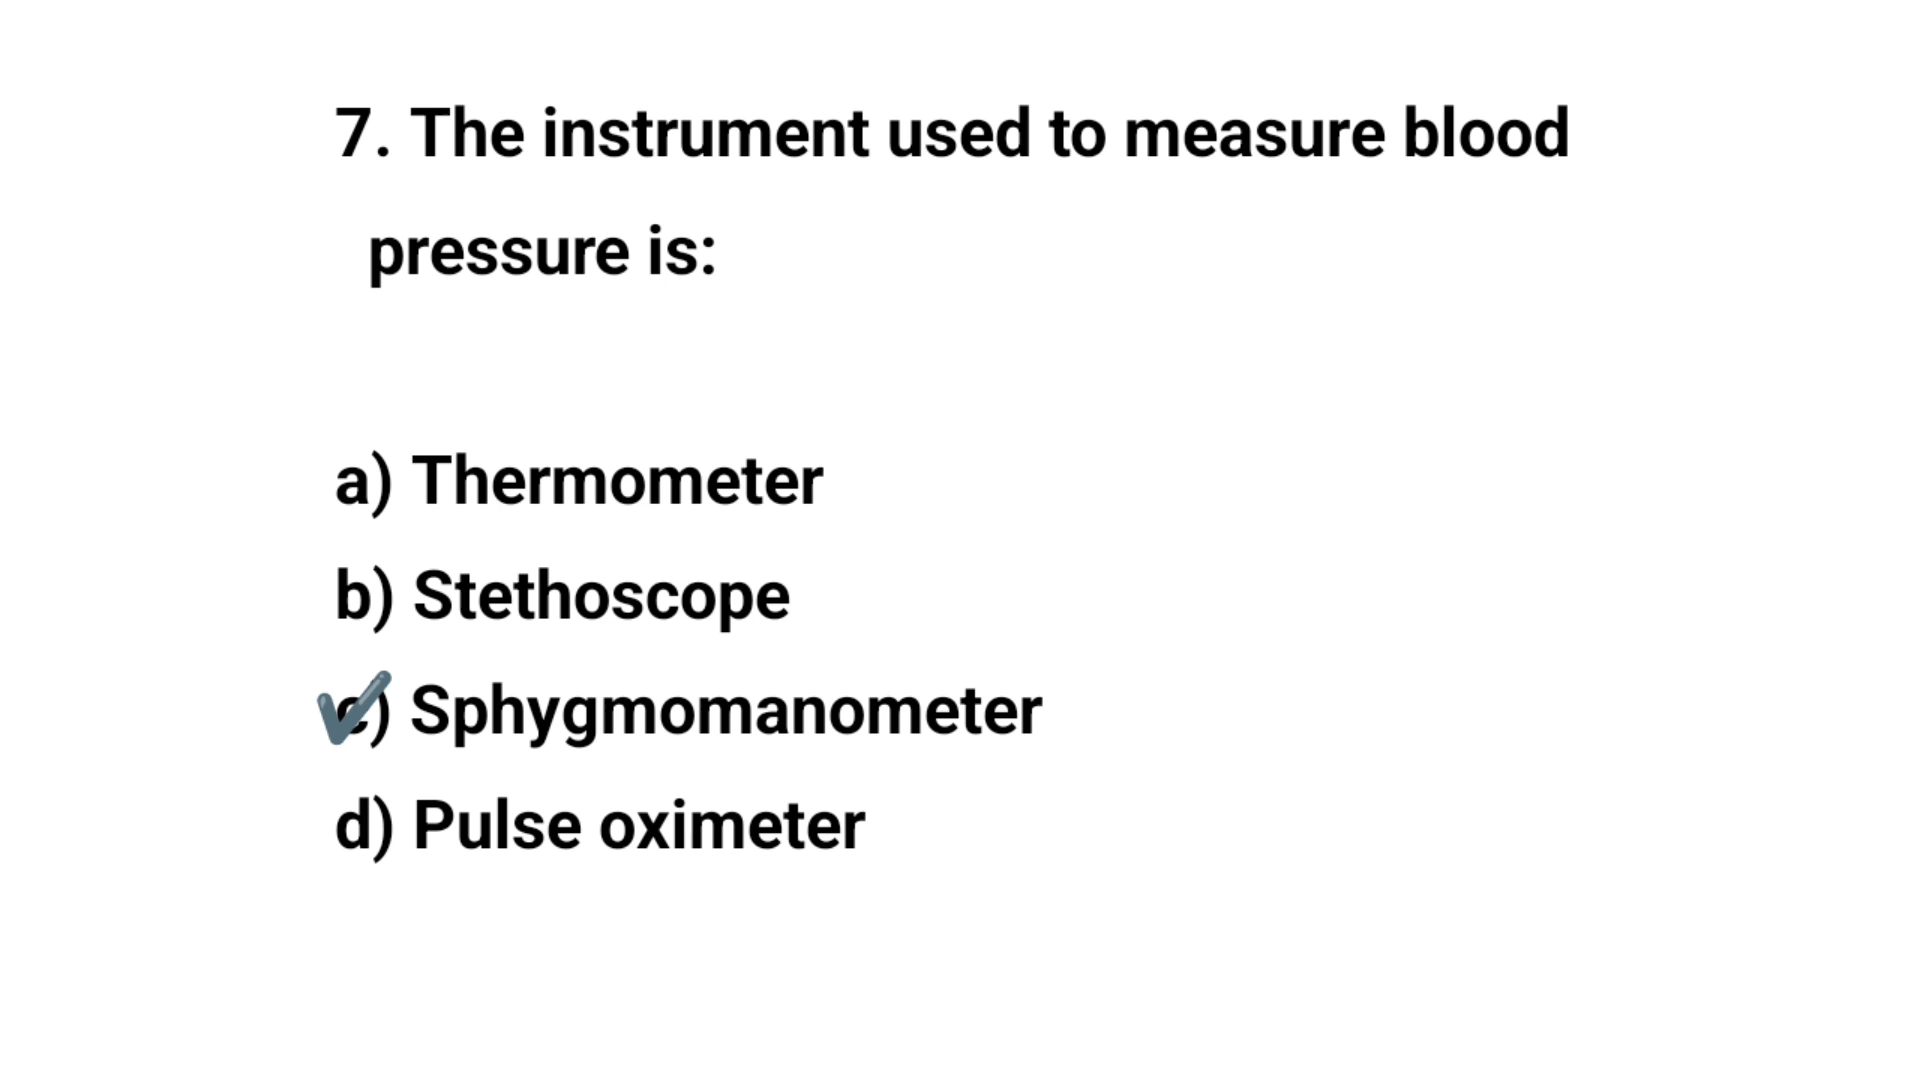 7. The instrument used to measure blood
pressure is:
a) Thermometer
b) Stethoscope
c) Sphygmomanometer
d) Pulse oximeter